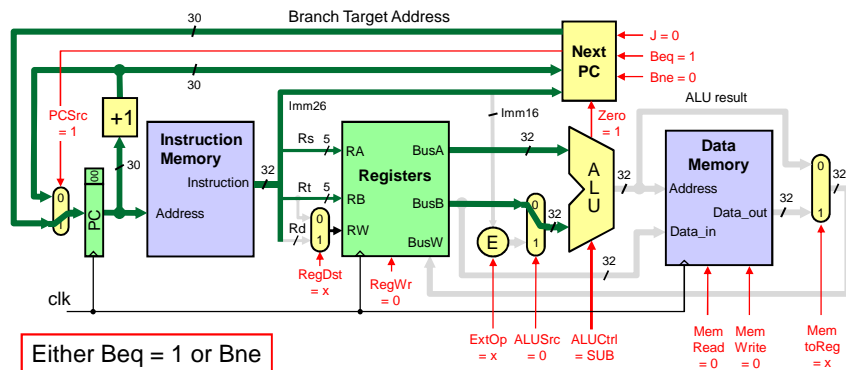 30
Branch Target Address
Next
PC
J = 0
Beq = 1
Bne = 0
30
PCSrc
= 1
+1
Imm26
Imm16
Zero
= 1
ALU result
Instruction
Memory
Instruction
Address
32
30
Rs
5
RA
BusA
32
Rt
5
RB
Registers
BusB
32
Rd
RW
BusW
0
1
0
1
PC
00
0
1
E
32
A
L
U
32
Data
Memory
Address
Data_out
Data_in
32
32
0
1
32
32
clk
RegDst
= x
RegWr
= 0
ExtOp
= x
ALUSrc
= 0
ALUCtrl
= SUB
Mem
Read
= 0
Mem
Write
= 0
Mem
toReg
= x
Either Beq = 1 or Bne